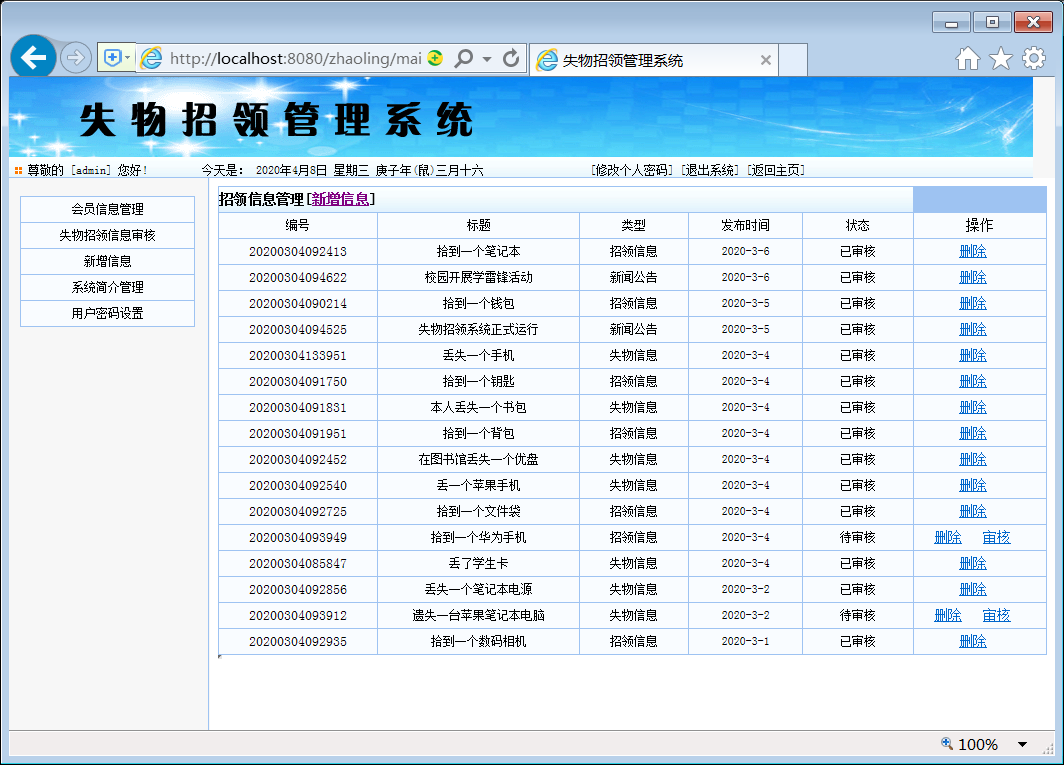 http://localhost:8080/zhaoling/mai
失物招领管理系统
失物招领管理系统
尊敬的 [admin] 您好! 今天是: 2020年4月8日 星期三 庚子年(鼠)三月十六 [修改个人密码] [退出系统] [返回主页]
会员信息管理
失物招领信息审核
新增信息
系统简介管理
用户密码设置
招领信息管理[新增信息]
编号 标题 类型 发布时间 状态 操作
20200304092413 拾到一个笔记本 招领信息 2020-3-6 已审核 删除
20200304094622 校园开展学雷锋活动 新闻公告 2020-3-6 已审核 删除
20200304090214 拾到一个钱包 招领信息 2020-3-5 已审核 删除
20200304094525 失物招领系统正式运行 新闻公告 2020-3-5 已审核 删除
20200304133951 丢失一个手机 失物信息 2020-3-4 已审核 删除
20200304091750 拾到一个钥匙 招领信息 2020-3-4 已审核 删除
20200304091831 本人丢失一个书包 失物信息 2020-3-4 已审核 删除
20200304091951 拾到一个背包 招领信息 2020-3-4 已审核 删除
20200304092452 在图书馆丢失一个优盘 失物信息 2020-3-4 已审核 删除
20200304092540 丢一个苹果手机 失物信息 2020-3-4 已审核 删除
20200304092725 拾到一个文件袋 招领信息 2020-3-4 已审核 删除
20200304093949 拾到一个华为手机 招领信息 2020-3-4 待审核 删除 审核
20200304085847 丢了学生卡 失物信息 2020-3-4 已审核 删除
20200304092856 丢失一个笔记本电源 失物信息 2020-3-2 已审核 删除
20200304093912 遗失一台苹果笔记本电脑 失物信息 2020-3-2 待审核 删除 审核
20200304092935 拾到一个数码相机 招领信息 2020-3-1 已审核 删除
100%